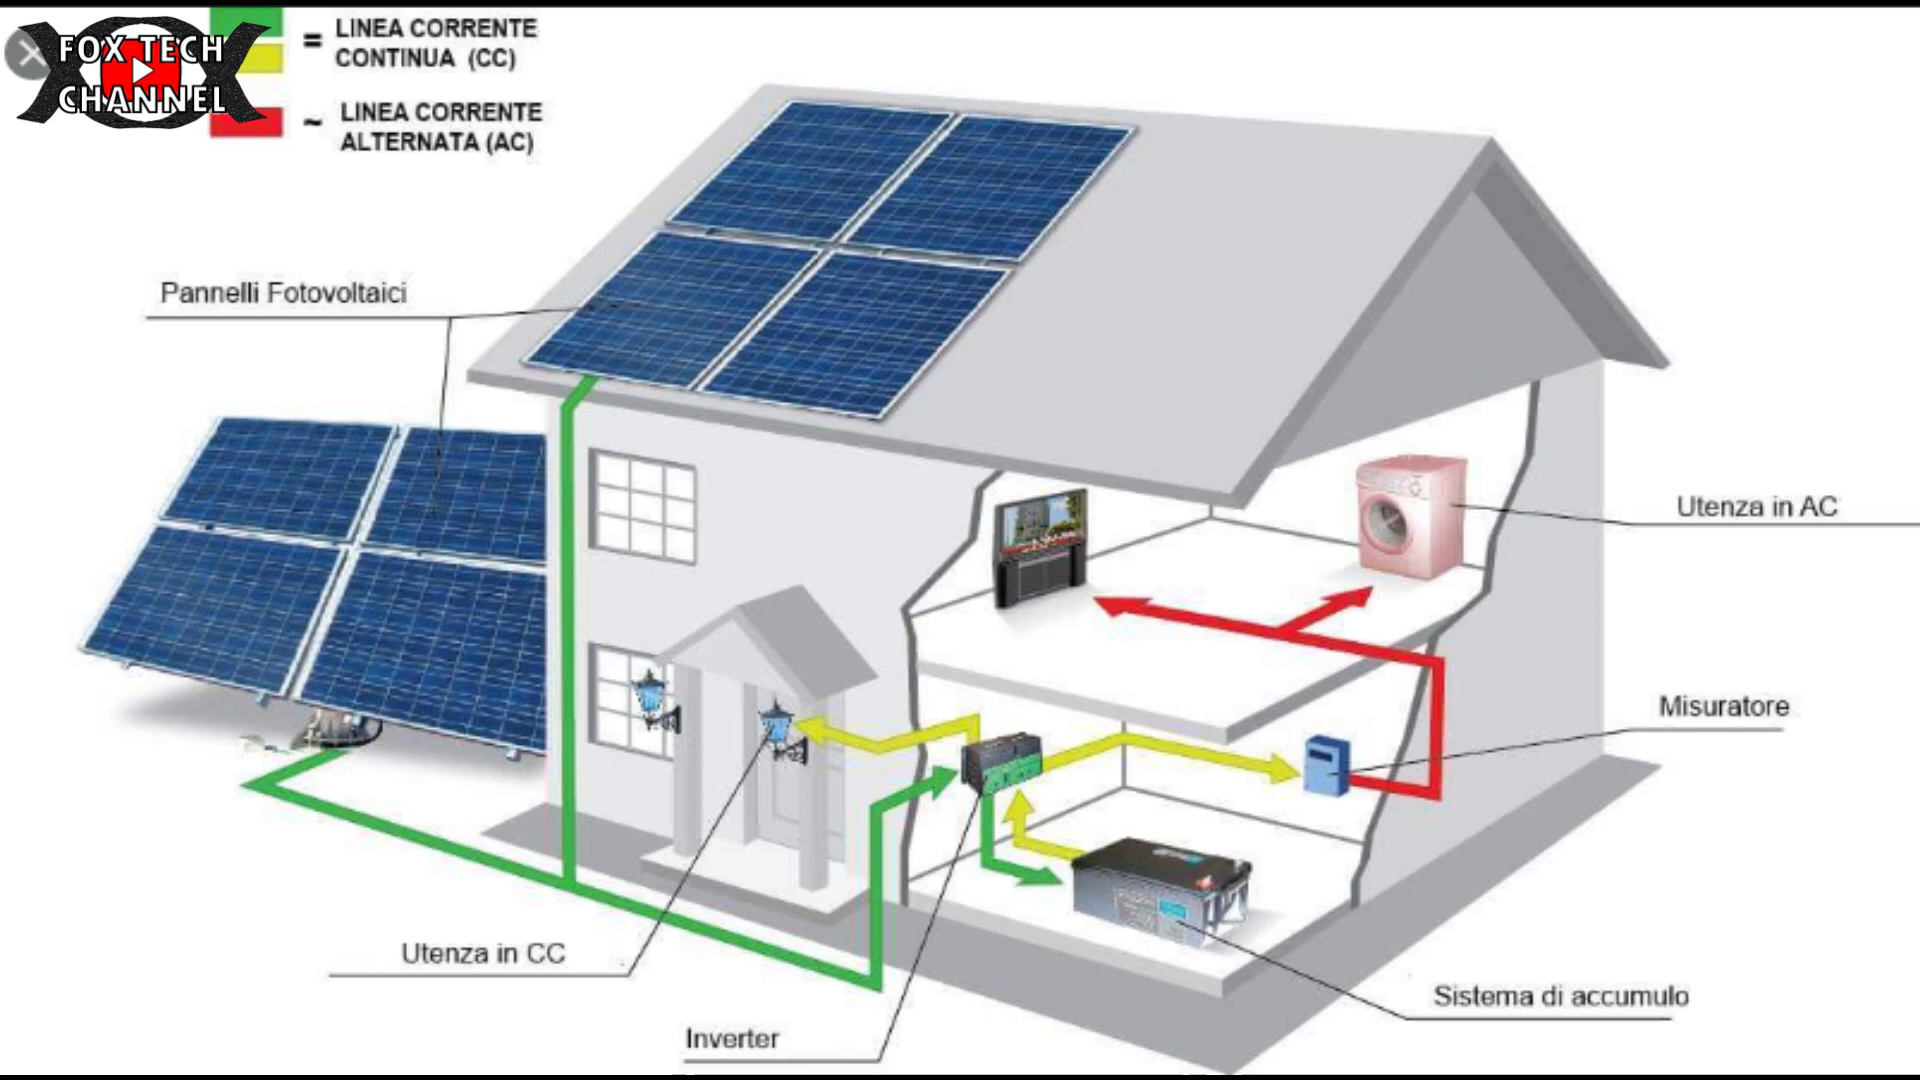 FOX TECH
CHANNEL
= LINEA CORRENTE
CONTINUA (CC)
~ LINEA CORRENTE
ALTERNATA (AC)
Pannelli Fotovoltaici
Utenza in AC
Misuratore
Utenza in CC
Sistema di accumulo
Inverter